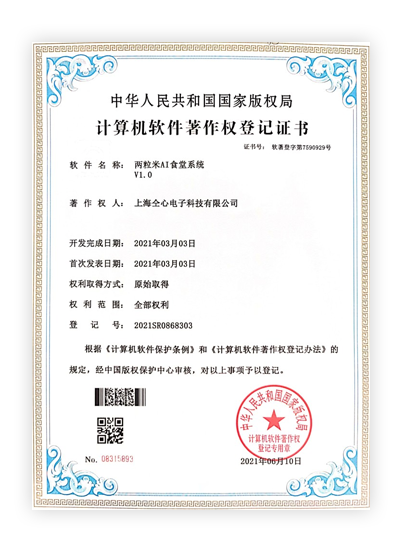 中华人民共和国国家版权局
计算机软件著作权登记证书
证书号： 软著登字第7590929号
软件名称： 两粒米AI食堂系统
V1.0
著作权人： 上海仝心电子科技有限公司
开发完成日期： 2021年03月03日
首次发表日期： 2021年03月03日
权利取得方式： 原始取得
权利范围： 全部权利
登记号： 2021SR0868303
根据《计算机软件保护条例》和《计算机软件著作权登记办法》的
规定，经中国版权保护中心审核，对以上事项予以登记。
中华人民共和国国家版权局
计算机软件著作权
登记专用章
No. 08315893
2021年06月10日